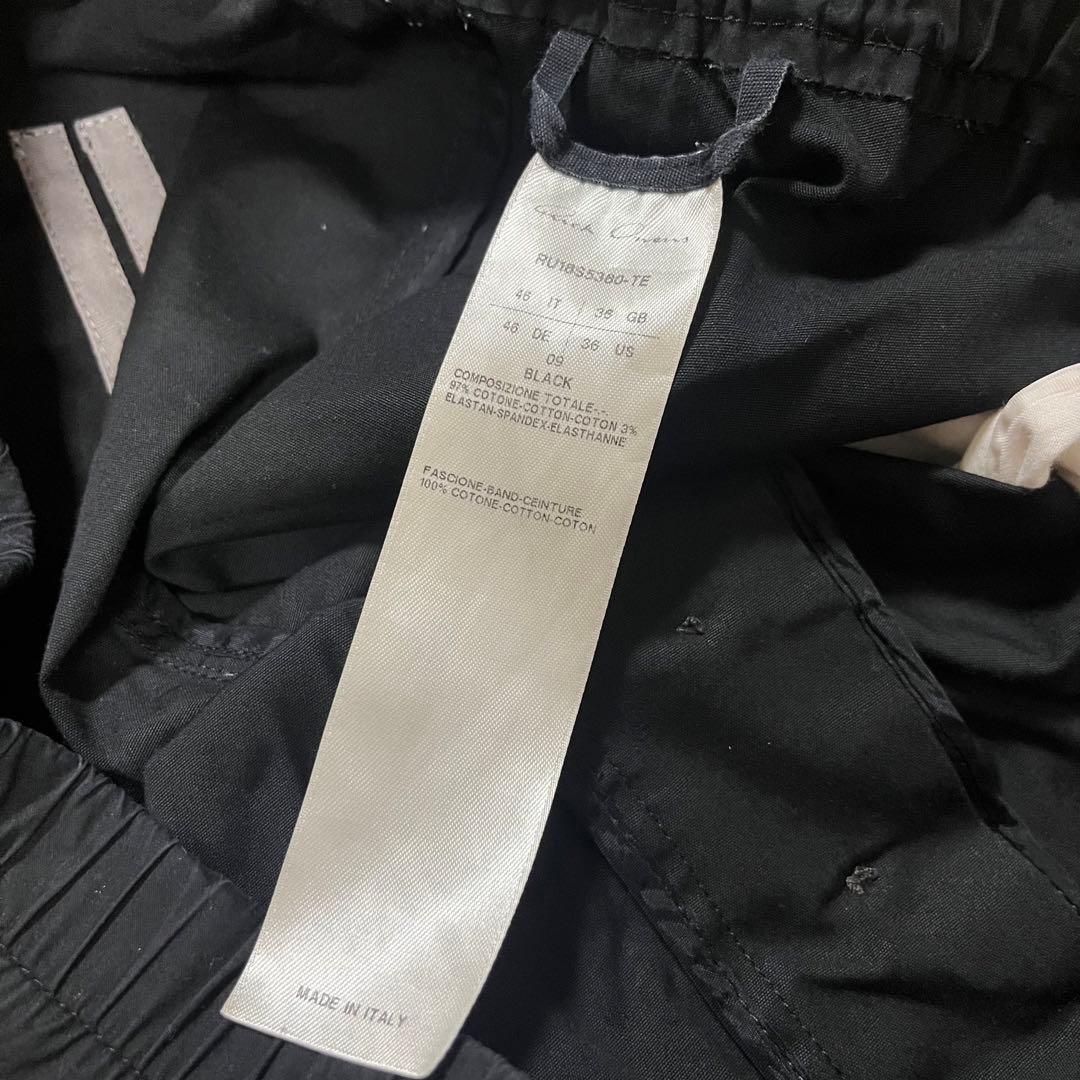 Rick Owens
RU18S5380-TE
46 IT / 36 GB
46 DE / 36 US
09
BLACK
COMPOSIZIONE TOTALE-.-
97% COTONE-COTTON-COTON 3%
ELASTAN-SPANDEX-ELASTHANNE
FASCIONE-BAND-CEINTURE
100% COTONE-COTTON-COTON
MADE IN ITALY